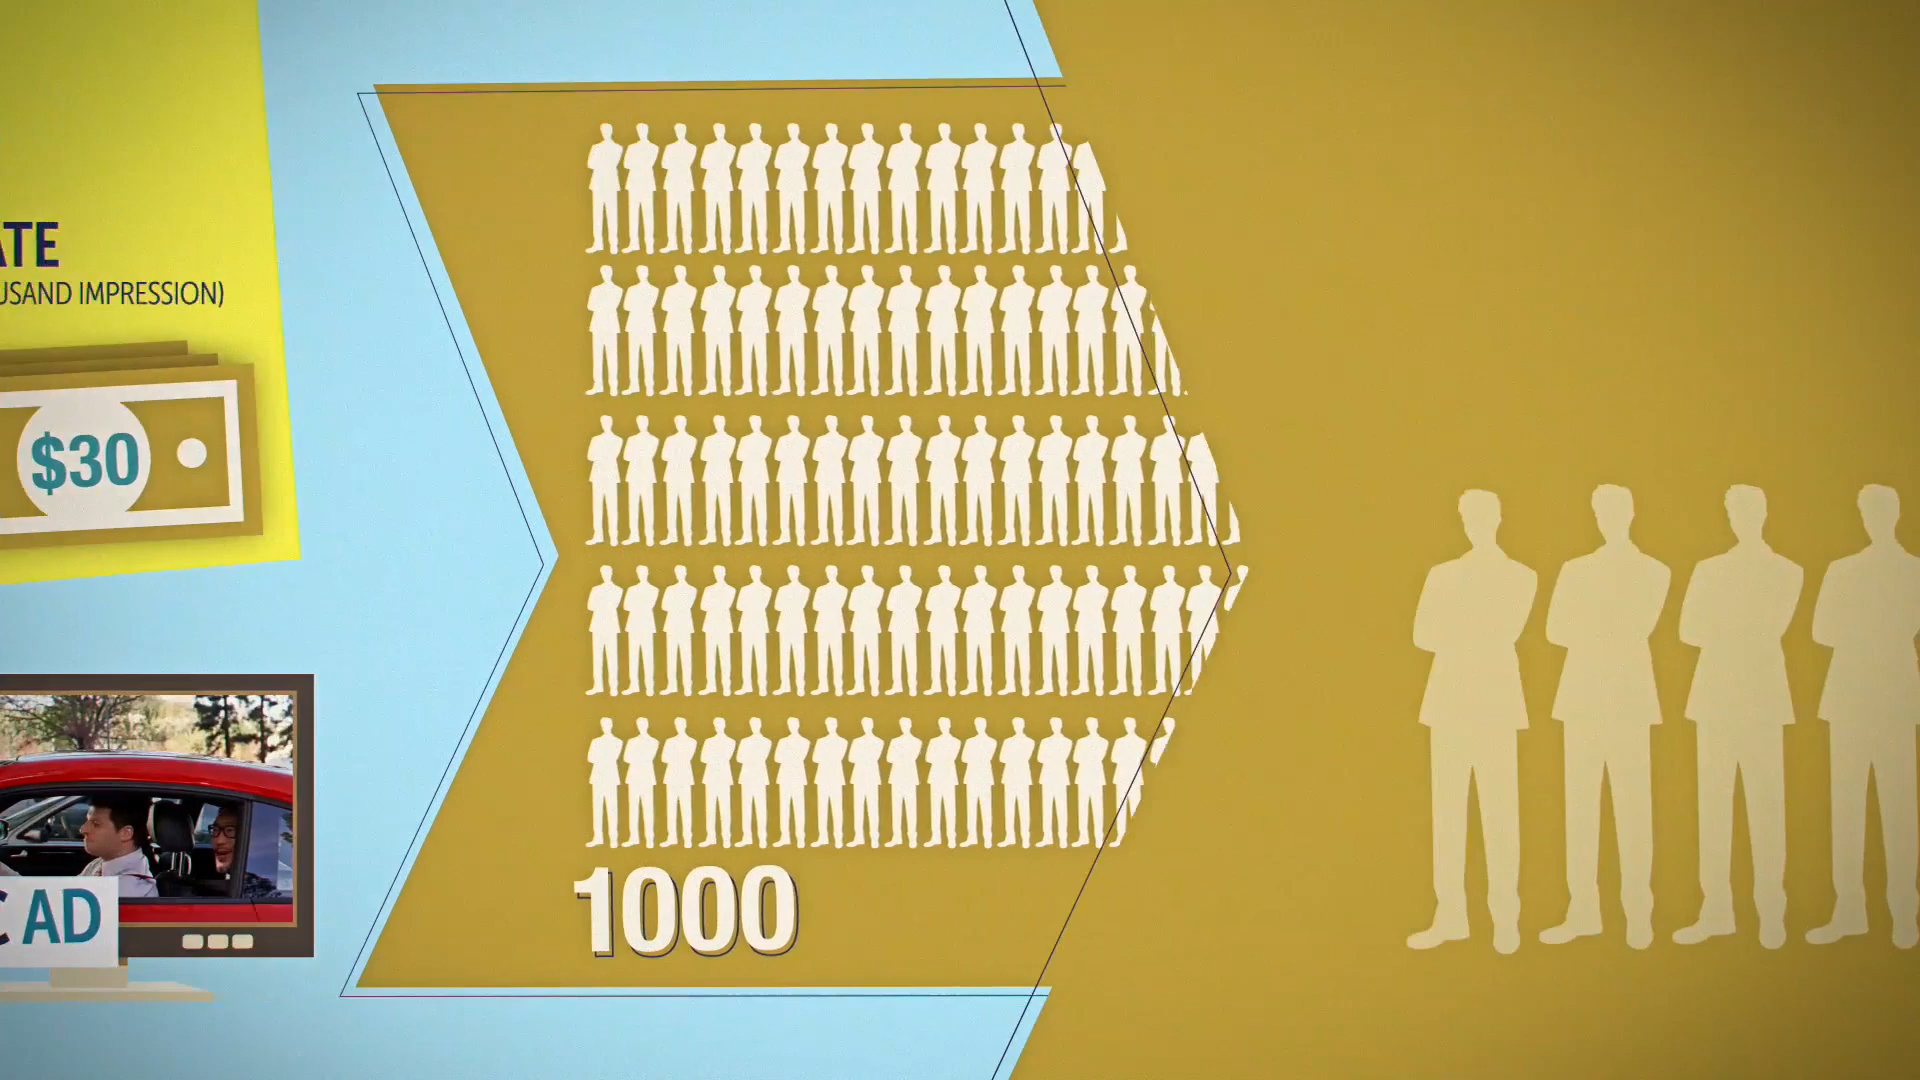 ATE
USAND IMPRESSION)
$30
C AD
1000